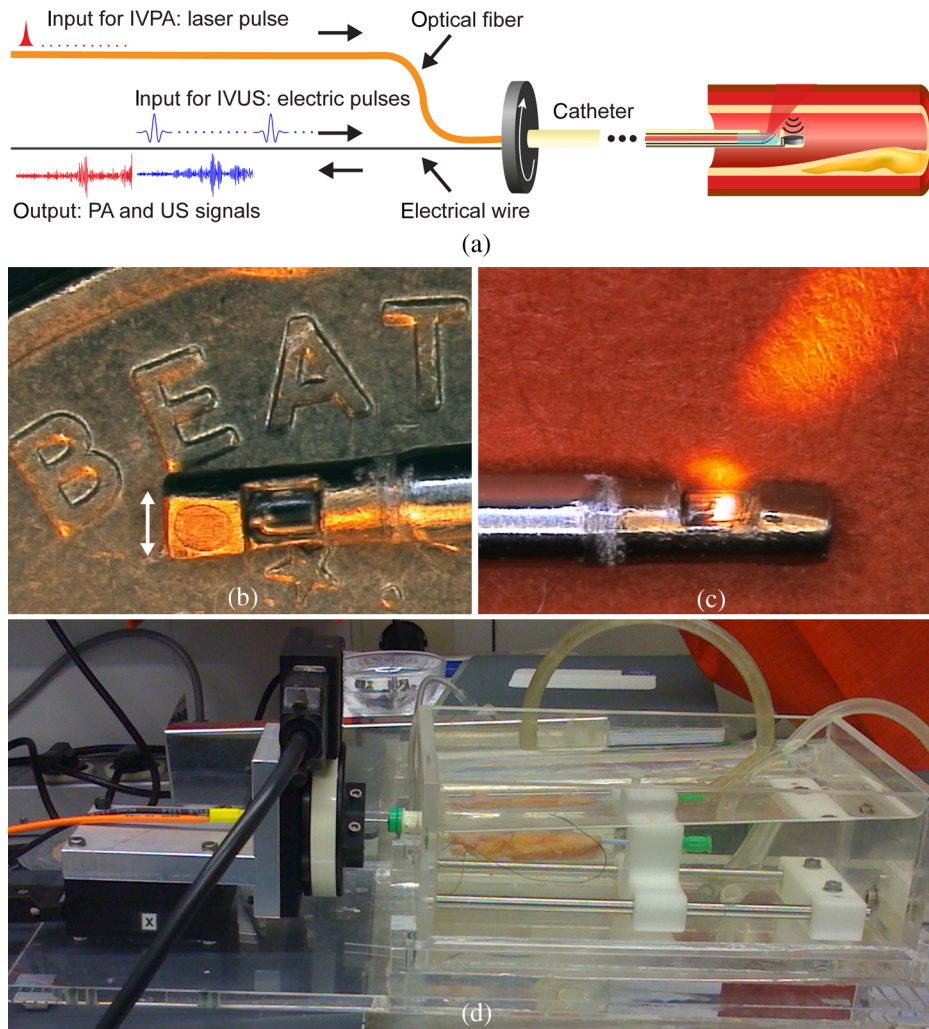 Input for IVPA: laser pulse
Optical fiber
Input for IVUS: electric pulses
Catheter
Output: PA and US signals
Electrical wire
(a)
BEAT
(b)
(c)
X
(d)